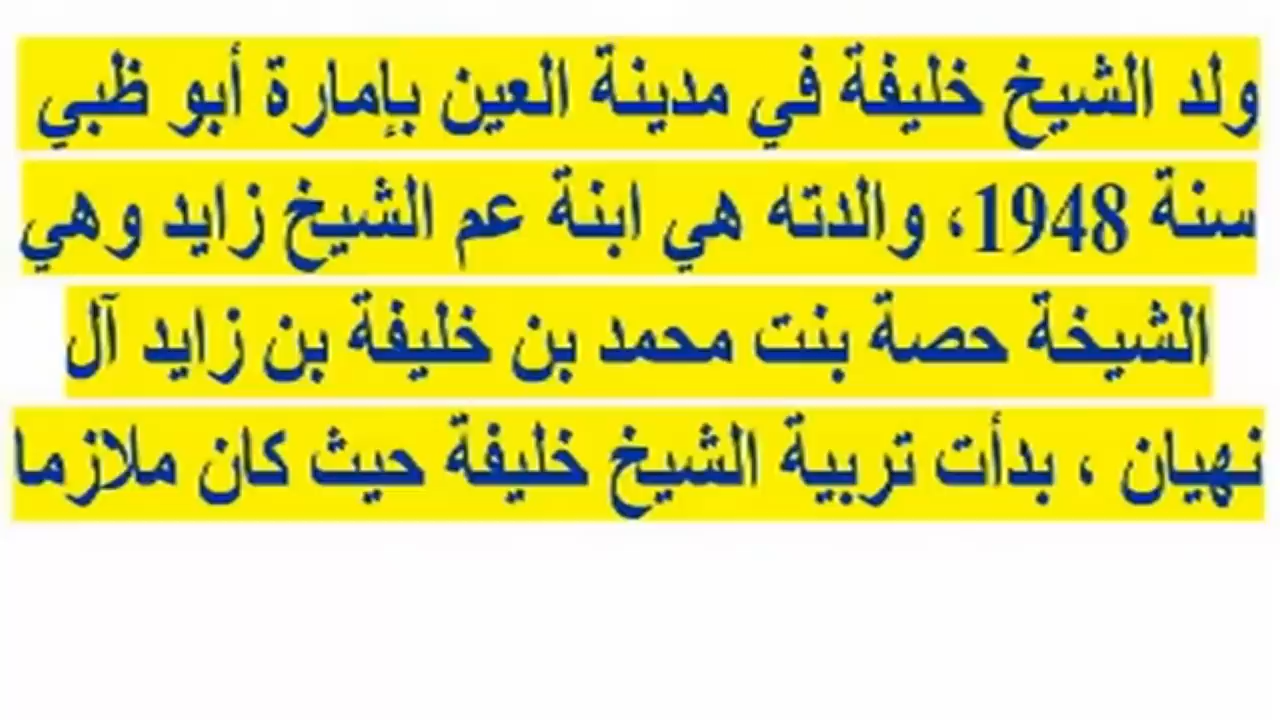 ولد الشيخ خليفة في مدينة العين بإمارة أبو ظبي
سنة 1948، والدته هي ابنة عم الشيخ زايد وهي
الشيخة حصة بنت محمد بن خليفة بن زايد آل
نهيان ، بدأت تربية الشيخ خليفة حيث كان ملازما